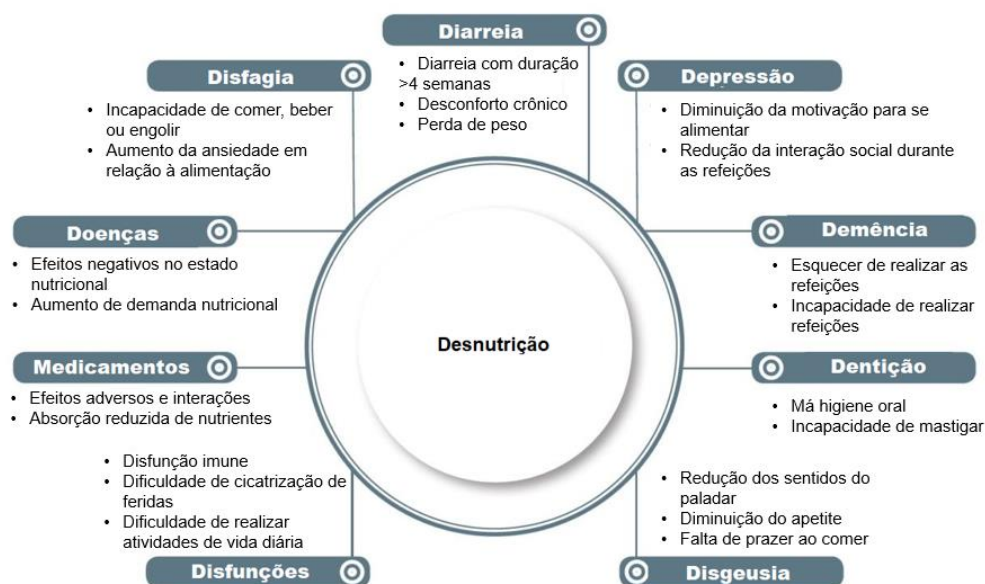 Diarreia
• Diarreia com duração
>4 semanas
• Desconforto crônico
• Perda de peso
Disfagia
• Incapacidade de comer, beber
ou engolir
• Aumento da ansiedade em
relação à alimentação
Depressão
• Diminuição da motivação para se
alimentar
• Redução da interação social durante
as refeições
Doenças
• Efeitos negativos no estado
nutricional
• Aumento de demanda nutricional
Demência
• Esquecer de realizar as
refeições
• Incapacidade de realizar
refeições
Desnutrição
Medicamentos
• Efeitos adversos e interações
• Absorção reduzida de nutrientes
Dentição
• Má higiene oral
• Incapacidade de mastigar
• Disfunção imune
• Dificuldade de cicatrização de
feridas
• Dificuldade de realizar
atividades de vida diária
Disfunções
• Redução dos sentidos do
paladar
• Diminuição do apetite
• Falta de prazer ao comer
Disgeusia